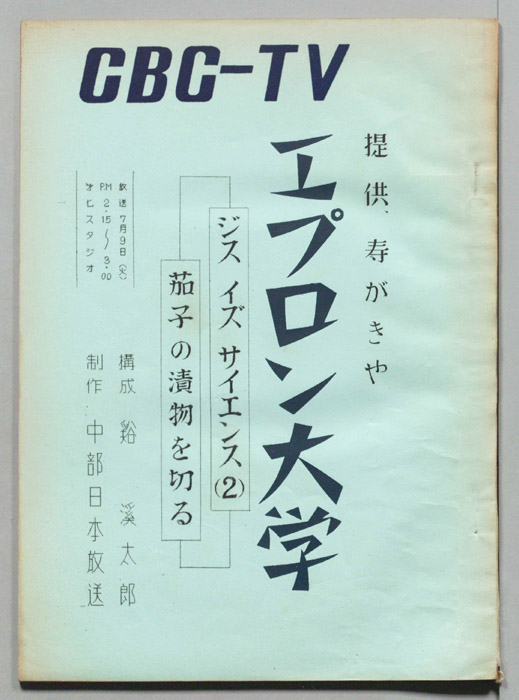 CBC-TV
提供、寿がきや
エプロン大学
ジス イズ サイエンス(2)
茄子の漬物を切る
放送7月9日(火)
P.M 2.15〜3.00
オヒスタジオ
構成 谿 溪太郎
制作 中部日本放送